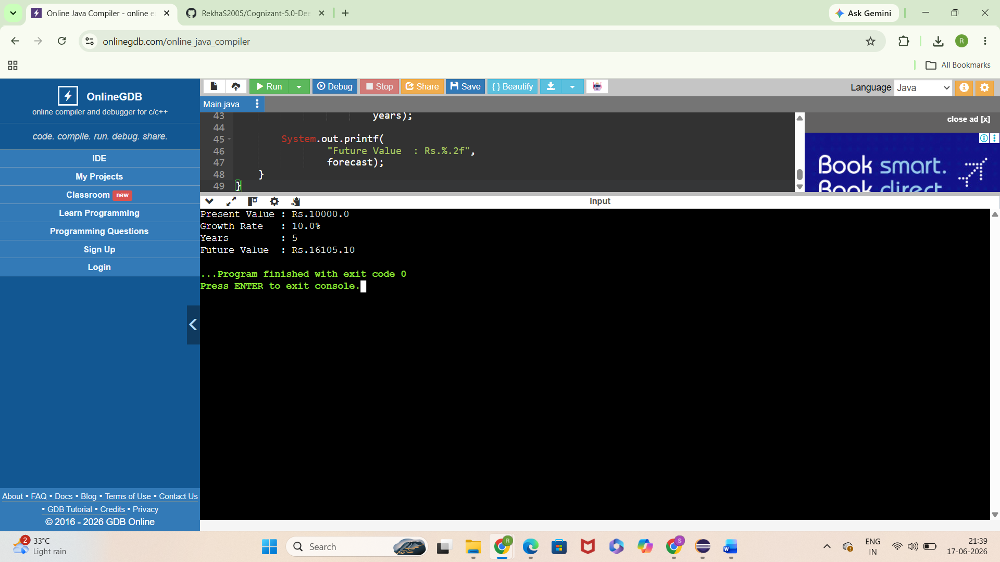 Online Java Compiler - online e
RekhaS2005/Cognizant-5.0-Dee
Ask Gemini
onlinegdb.com/online_java_compiler
R
All Bookmarks
OnlineGDB
online compiler and debugger for c/c++
code. compile. run. debug. share.
IDE
My Projects
Classroom new
Learn Programming
Programming Questions
Sign Up
Login
About • FAQ • Docs • Blog • Terms of Use • Contact Us
• GDB Tutorial • Credits • Privacy
© 2016 - 2026 GDB Online
Run
Debug
Stop
Share
Save
{ } Beautify
Language Java
Main.java
43 years);
44
45 System.out.printf(
46 "Future Value  : Rs.%.2f",
47 forecast);
48 }
49 }
close ad [x]
Book smart.
Book direct
input
Present Value : Rs.10000.0
Growth Rate   : 10.0%
Years         : 5
Future Value  : Rs.16105.10
...Program finished with exit code 0
Press ENTER to exit console.
2
33°C
Light rain
Search
R
S
W
ENG
IN
21:39
17-06-2026